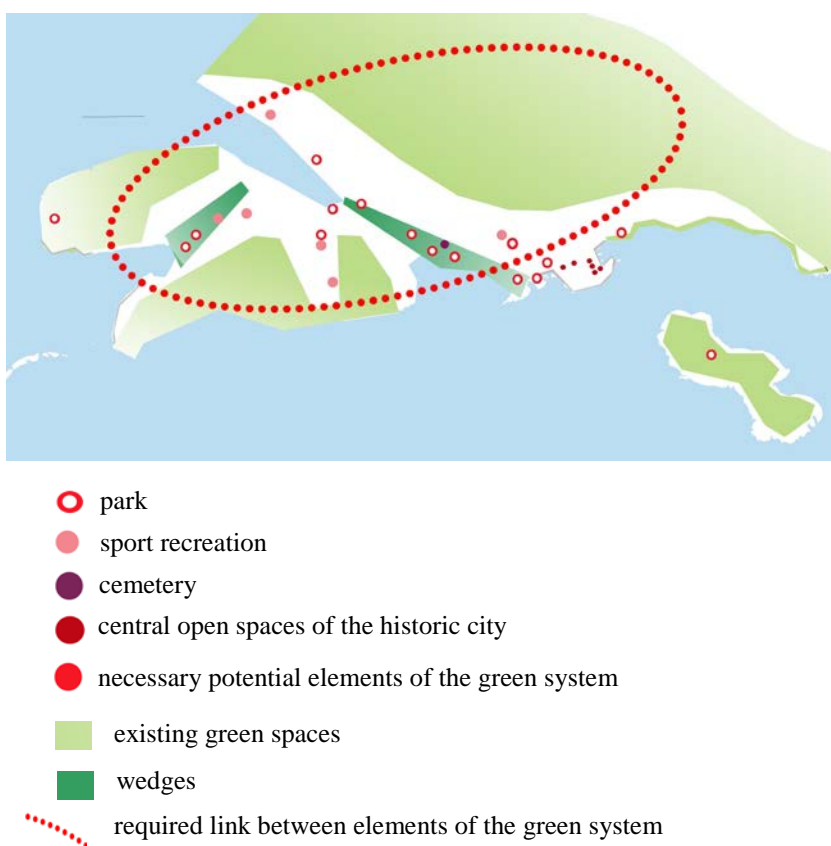 park
sport recreation
cemetery
central open spaces of the historic city
necessary potential elements of the green system
existing green spaces
wedges
required link between elements of the green system